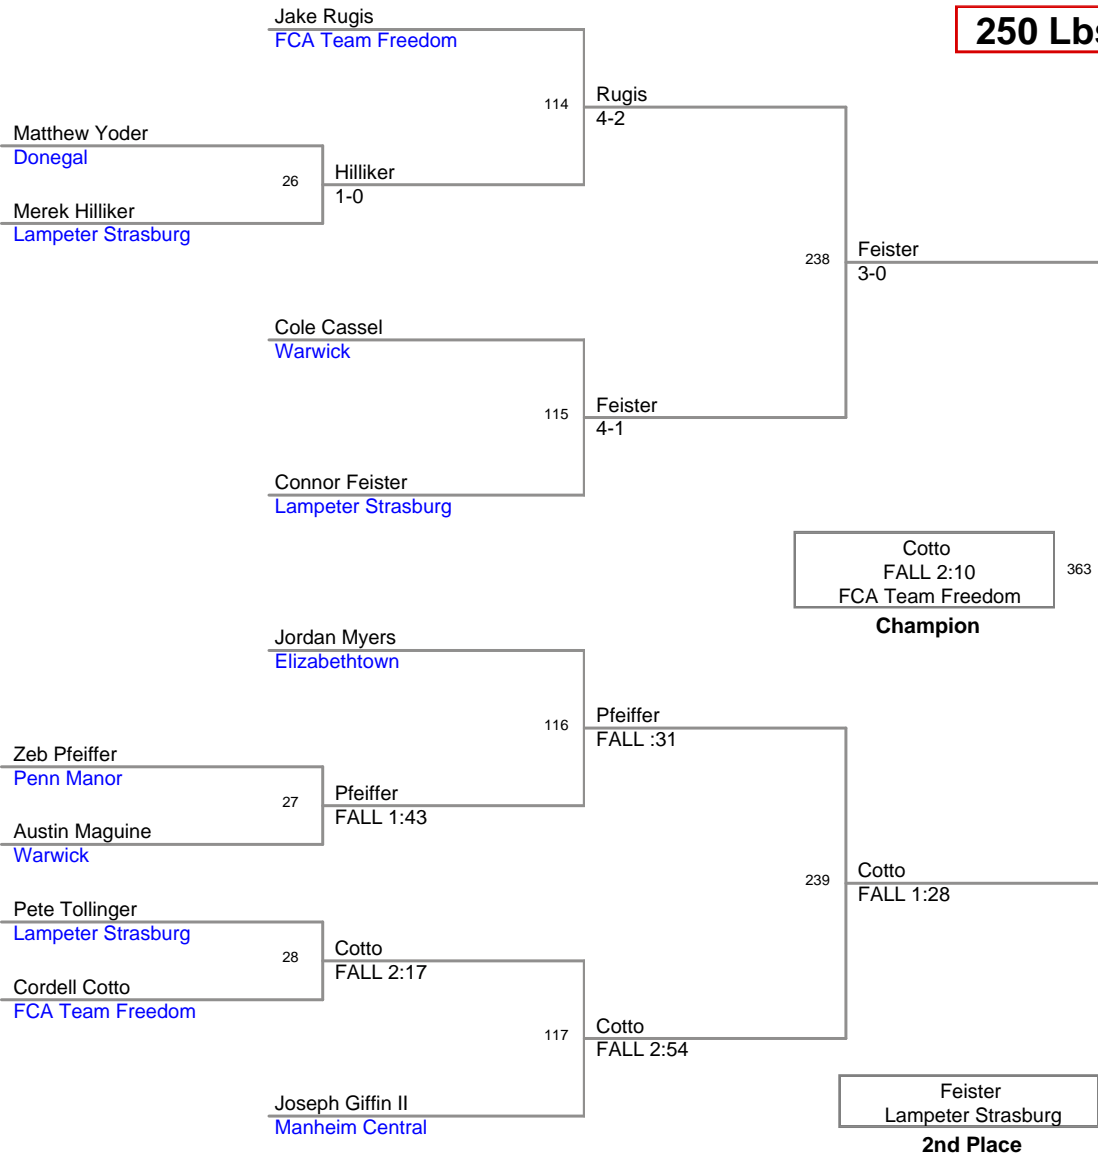 Jake Rugis
FCA Team Freedom
250 Lbs
114
Rugis
4-2
Matthew Yoder
Donegal
26
Hilliker
1-0
Merek Hilliker
Lampeter Strasburg
238
Feister
3-0
Cole Cassel
Warwick
115
Feister
4-1
Connor Feister
Lampeter Strasburg
Cotto
FALL 2:10
FCA Team Freedom
363
Champion
Jordan Myers
Elizabethtown
116
Pfeiffer
FALL :31
Zeb Pfeiffer
Penn Manor
27
Pfeiffer
FALL 1:43
Austin Maguine
Warwick
239
Cotto
FALL 1:28
Pete Tollinger
Lampeter Strasburg
28
Cotto
FALL 2:17
Cordell Cotto
FCA Team Freedom
117
Cotto
FALL 2:54
Joseph Giffin II
Manheim Central
Feister
Lampeter Strasburg
2nd Place